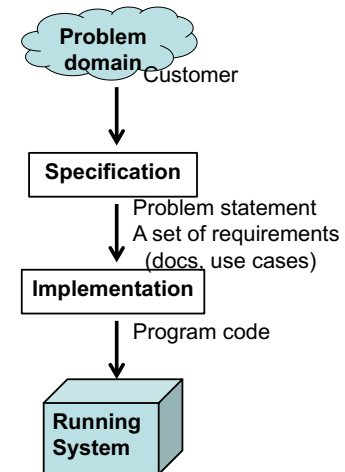 Problem
domain
Customer
Specification
Problem statement
A set of requirements
(docs, use cases)
Implementation
Program code
Running
System